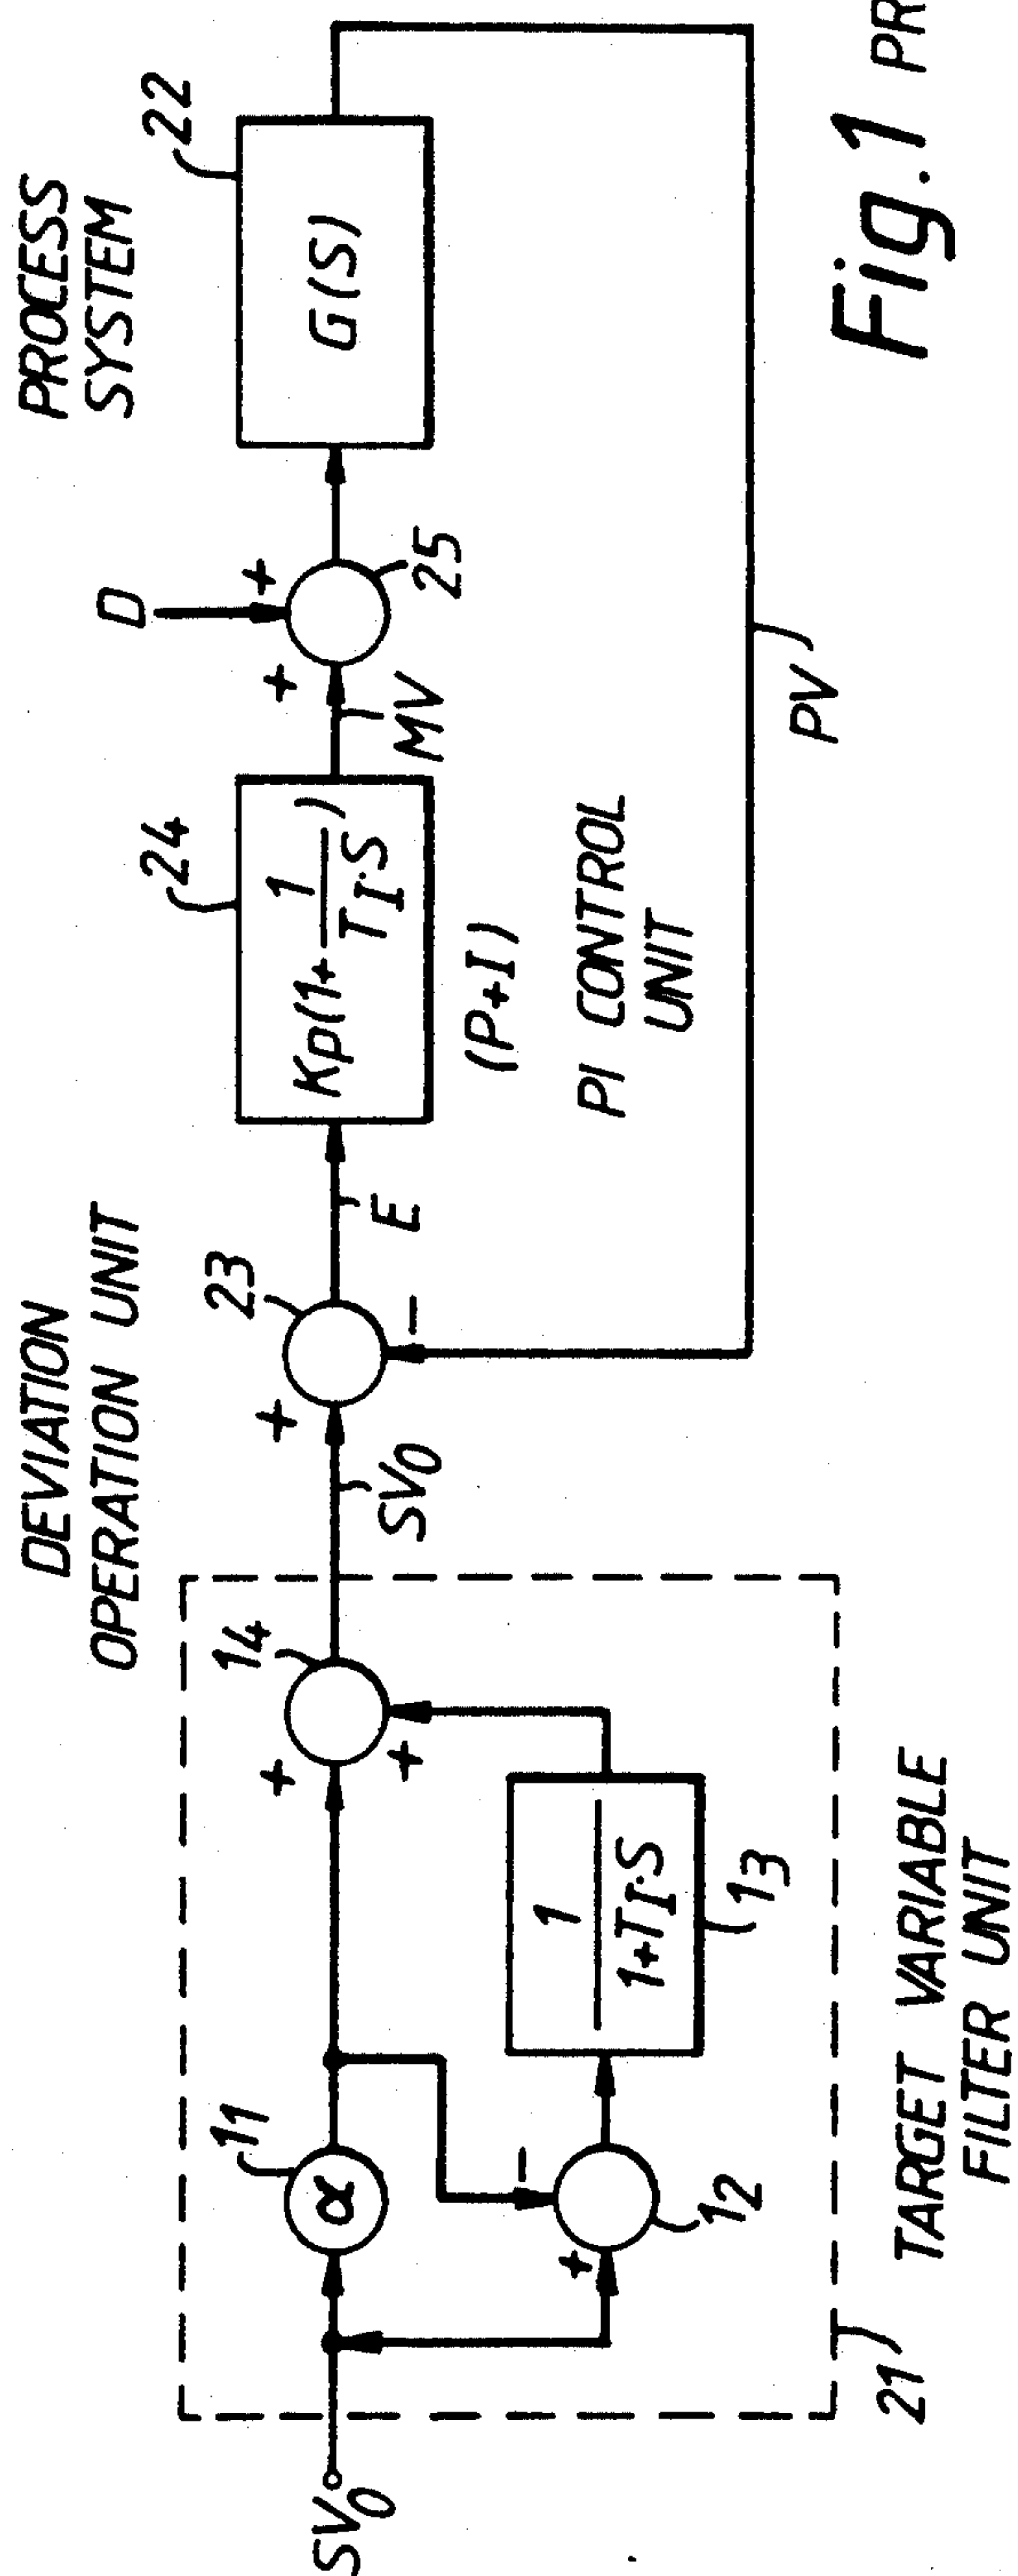 DEVIATION
OPERATION UNIT
PROCESS
SYSTEM
SV0
11
α
12
+
−
1
1+TI·S
13
14
+
+
SV0
23
+
−
E
24
Kp(1+ 1
TI·S )
(P+I)
PI CONTROL
UNIT
MV
D
+
+
25
22
G(S)
PV
21
TARGET VARIABLE
FILTER UNIT
Fig.1 PR